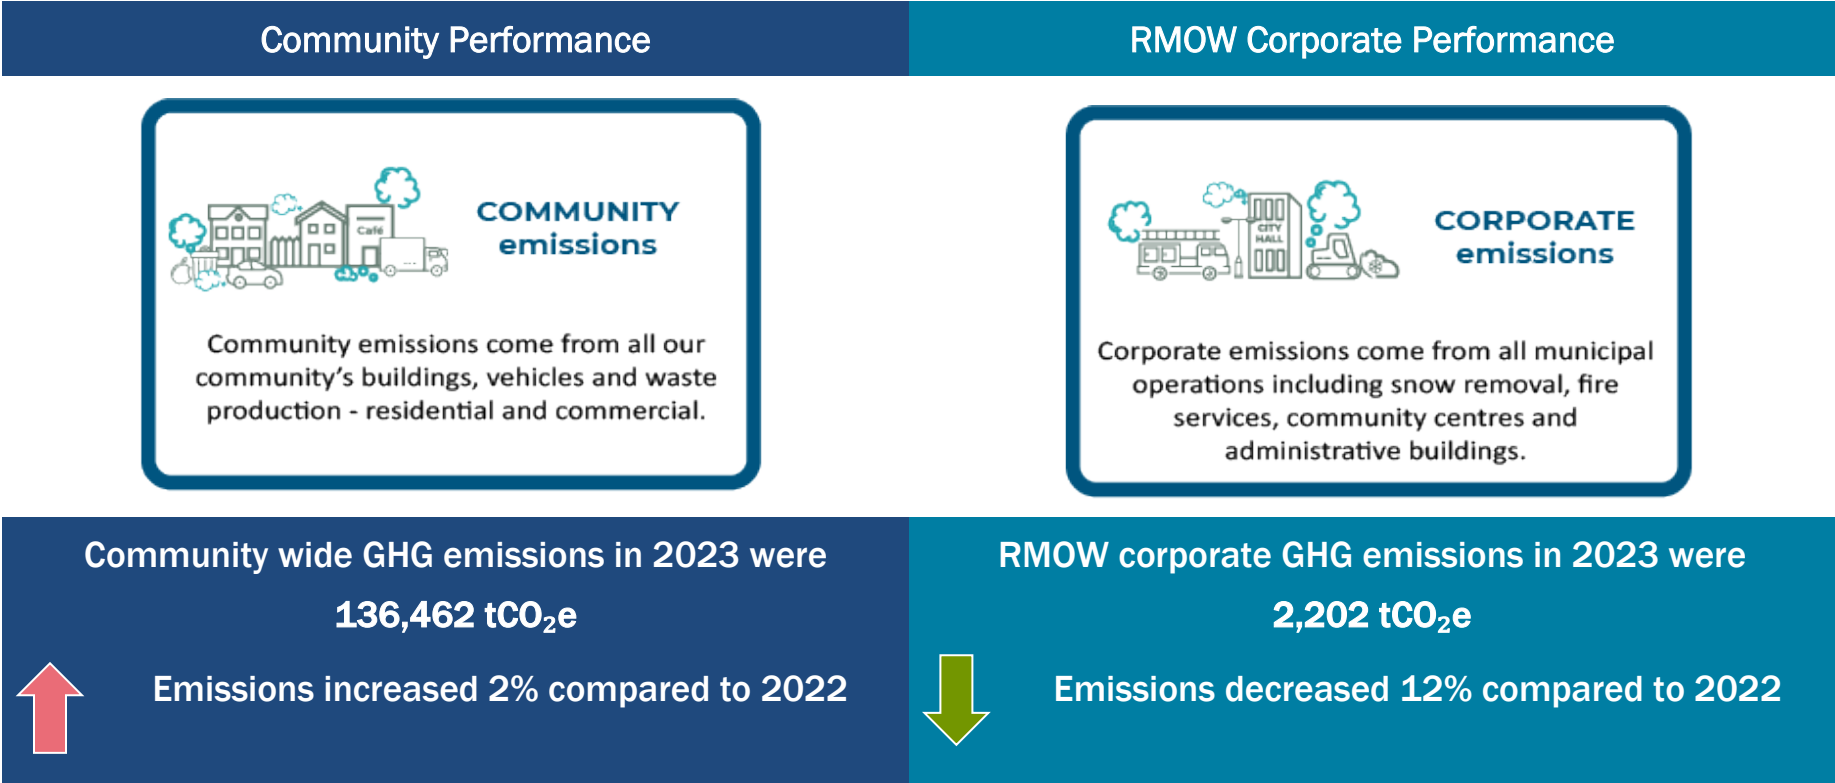 Community Performance
RMOW Corporate Performance
Café
COMMUNITY
emissions
Community emissions come from all our
community's buildings, vehicles and waste
production - residential and commercial.
CITY
HALL
CORPORATE
emissions
Corporate emissions come from all municipal
operations including snow removal, fire
services, community centres and
administrative buildings.
Community wide GHG emissions in 2023 were
136,462 tCO₂e
Emissions increased 2% compared to 2022
RMOW corporate GHG emissions in 2023 were
2,202 tCO₂e
Emissions decreased 12% compared to 2022